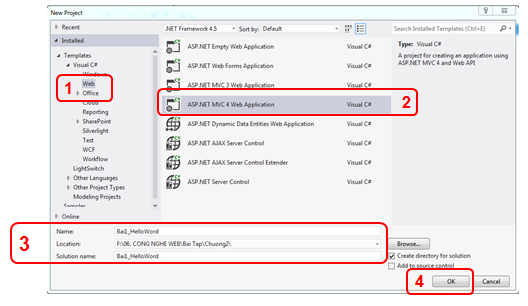 New Project
Recent
.NET Framework 4.5
Sort by: Default
Search Installed Templates (Ctrl+E)
Installed
Templates
Visual C#
Windows
Web
Office
Cloud
Reporting
SharePoint
Silverlight
Test
WCF
Workflow
LightSwitch
Other Languages
Other Project Types
Modeling Projects
Samples
Online
1
ASP.NET Empty Web Application Visual C#
ASP.NET Web Forms Application Visual C#
ASP.NET MVC 3 Web Application Visual C#
ASP.NET MVC 4 Web Application Visual C#
2
ASP.NET Dynamic Data Entities Web Application Visual C#
ASP.NET AJAX Server Control Visual C#
ASP.NET AJAX Server Control Extender Visual C#
ASP.NET Server Control Visual C#
Type: Visual C#
A project for creating an application using
ASP.NET MVC 4 and Web API
3
Name: Bai1_HelloWord
Location: F:\06. CONG NGHE WEB\Bai Tap\Chuong2\
Solution name: Bai1_HelloWord
Browse...
Create directory for solution
Add to source control
4
OK
Cancel